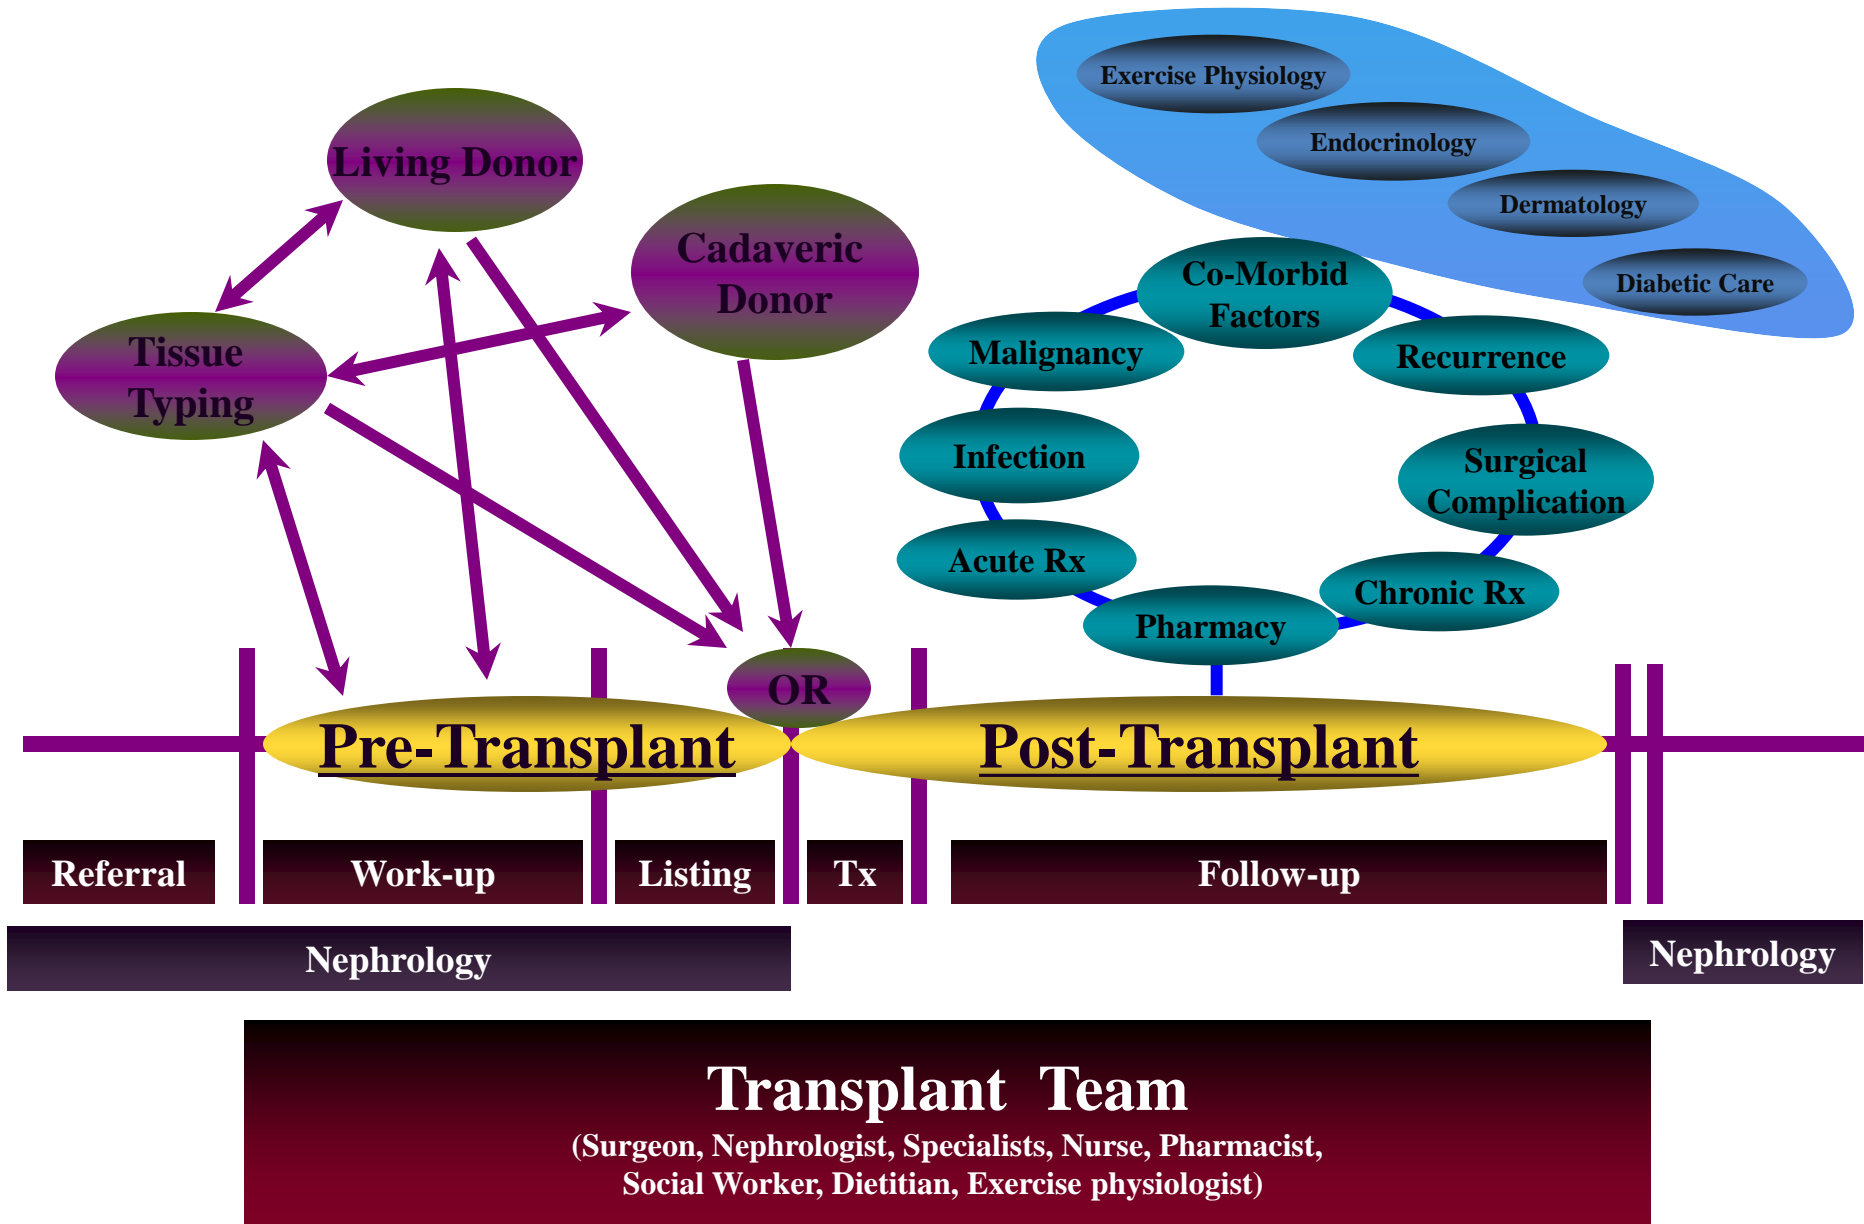 Exercise Physiology
Endocrinology
Dermatology
Diabetic Care
Living Donor
Cadaveric
Donor
Tissue
Typing
Co-Morbid
Factors
Malignancy
Recurrence
Infection
Surgical
Complication
Acute Rx
Chronic Rx
Pharmacy
OR
Pre-Transplant
Post-Transplant
Referral
Work-up
Listing
Tx
Follow-up
Nephrology
Nephrology
Transplant Team
(Surgeon, Nephrologist, Specialists, Nurse, Pharmacist,
Social Worker, Dietitian, Exercise physiologist)